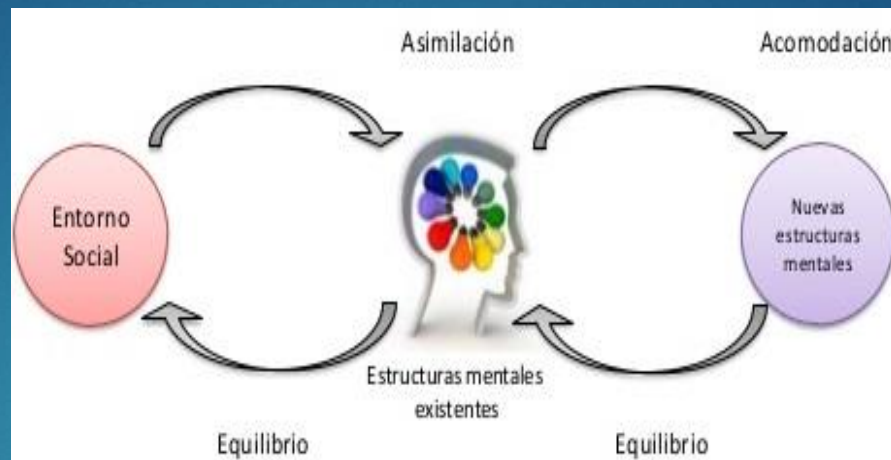 Asimilación
Acomodación
Entorno
Social
Nuevas
estructuras
mentales
Estructuras mentales
existentes
Equilibrio
Equilibrio